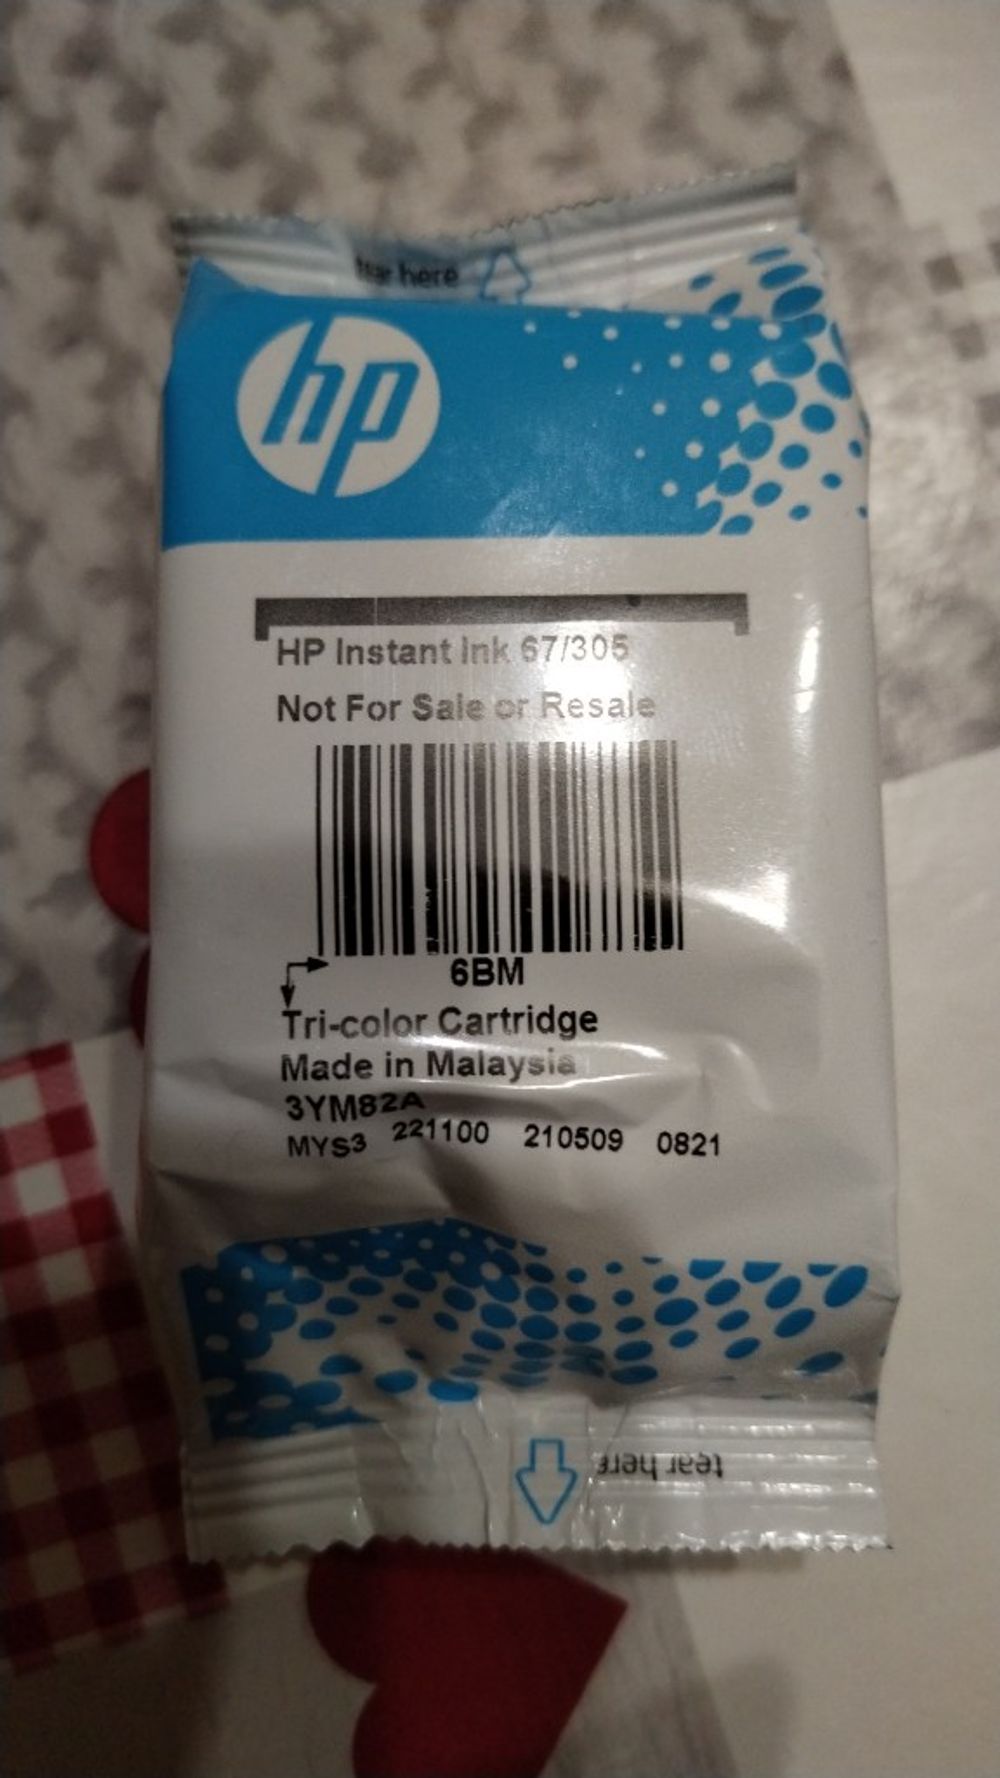 tear here
hp
HP Instant Ink 67/305
Not For Sale or Resale
6BM
Tri-color Cartridge
Made in Malaysia
3YM82A
MYS3 221100 210509 0821
tear here